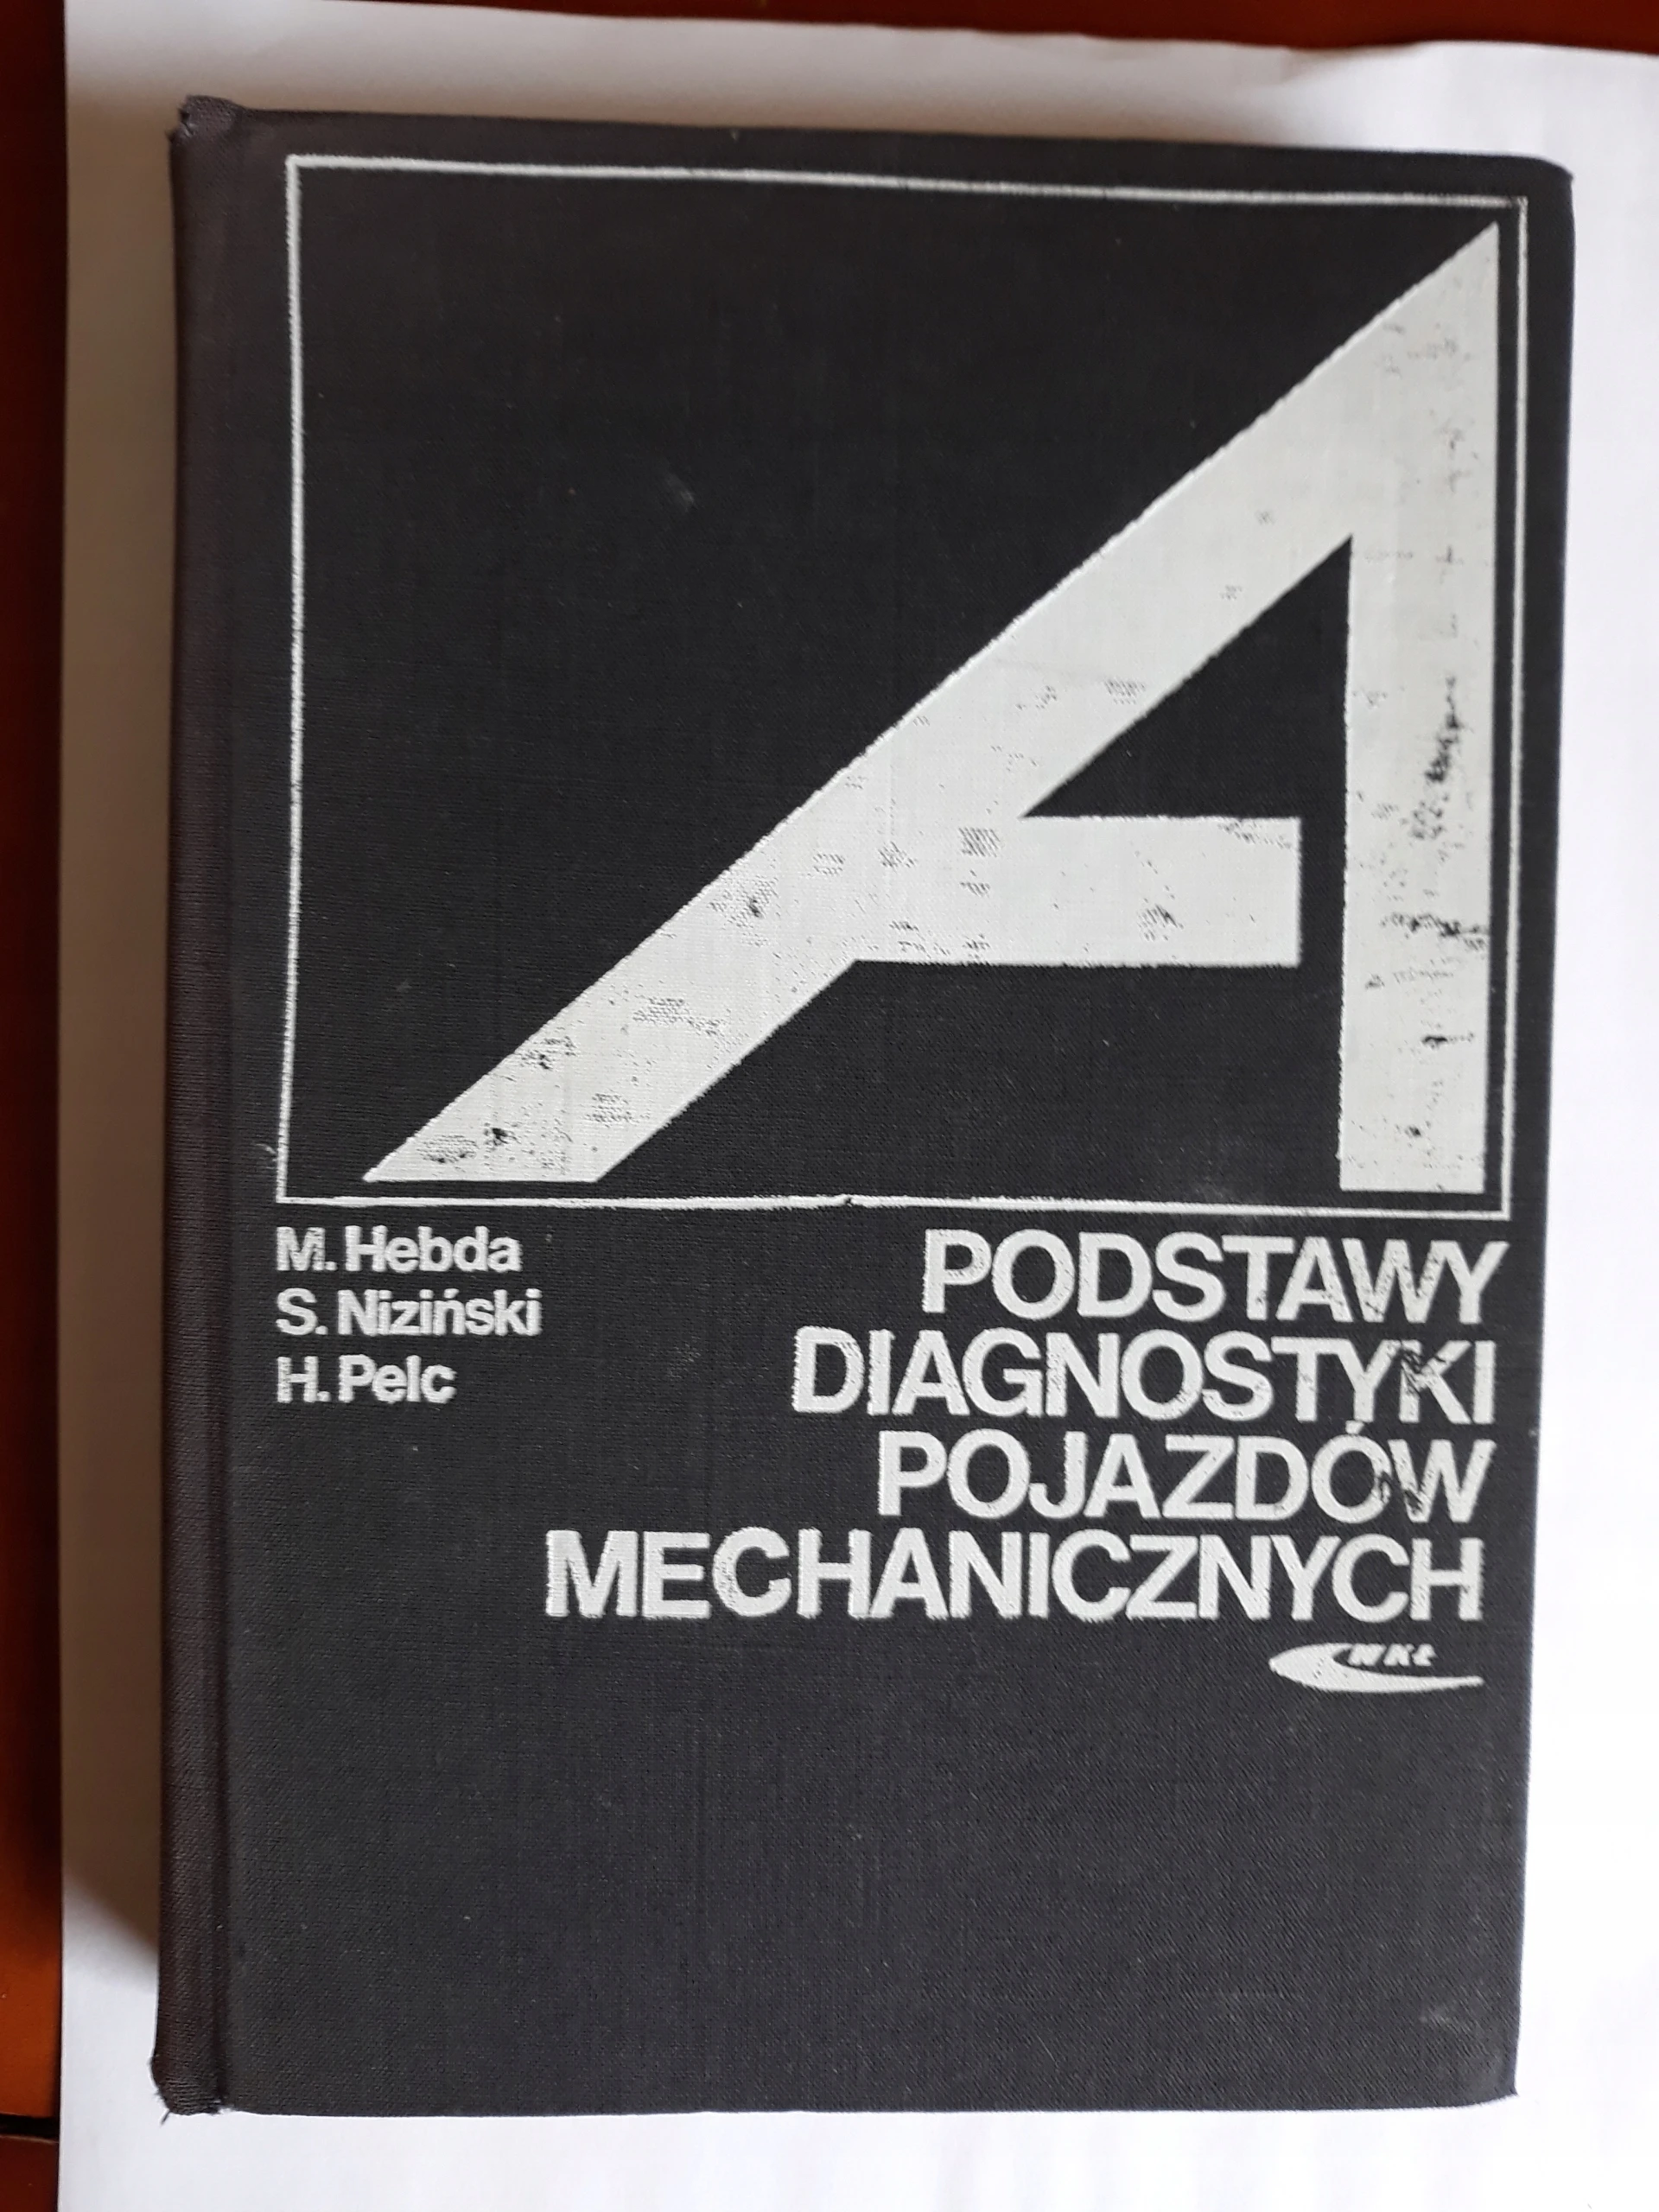 A
M. Hebda
S. Niziński
H. Pelc
PODSTAWY
DIAGNOSTYKI
POJAZDÓW
MECHANICZNYCH
WKŁ